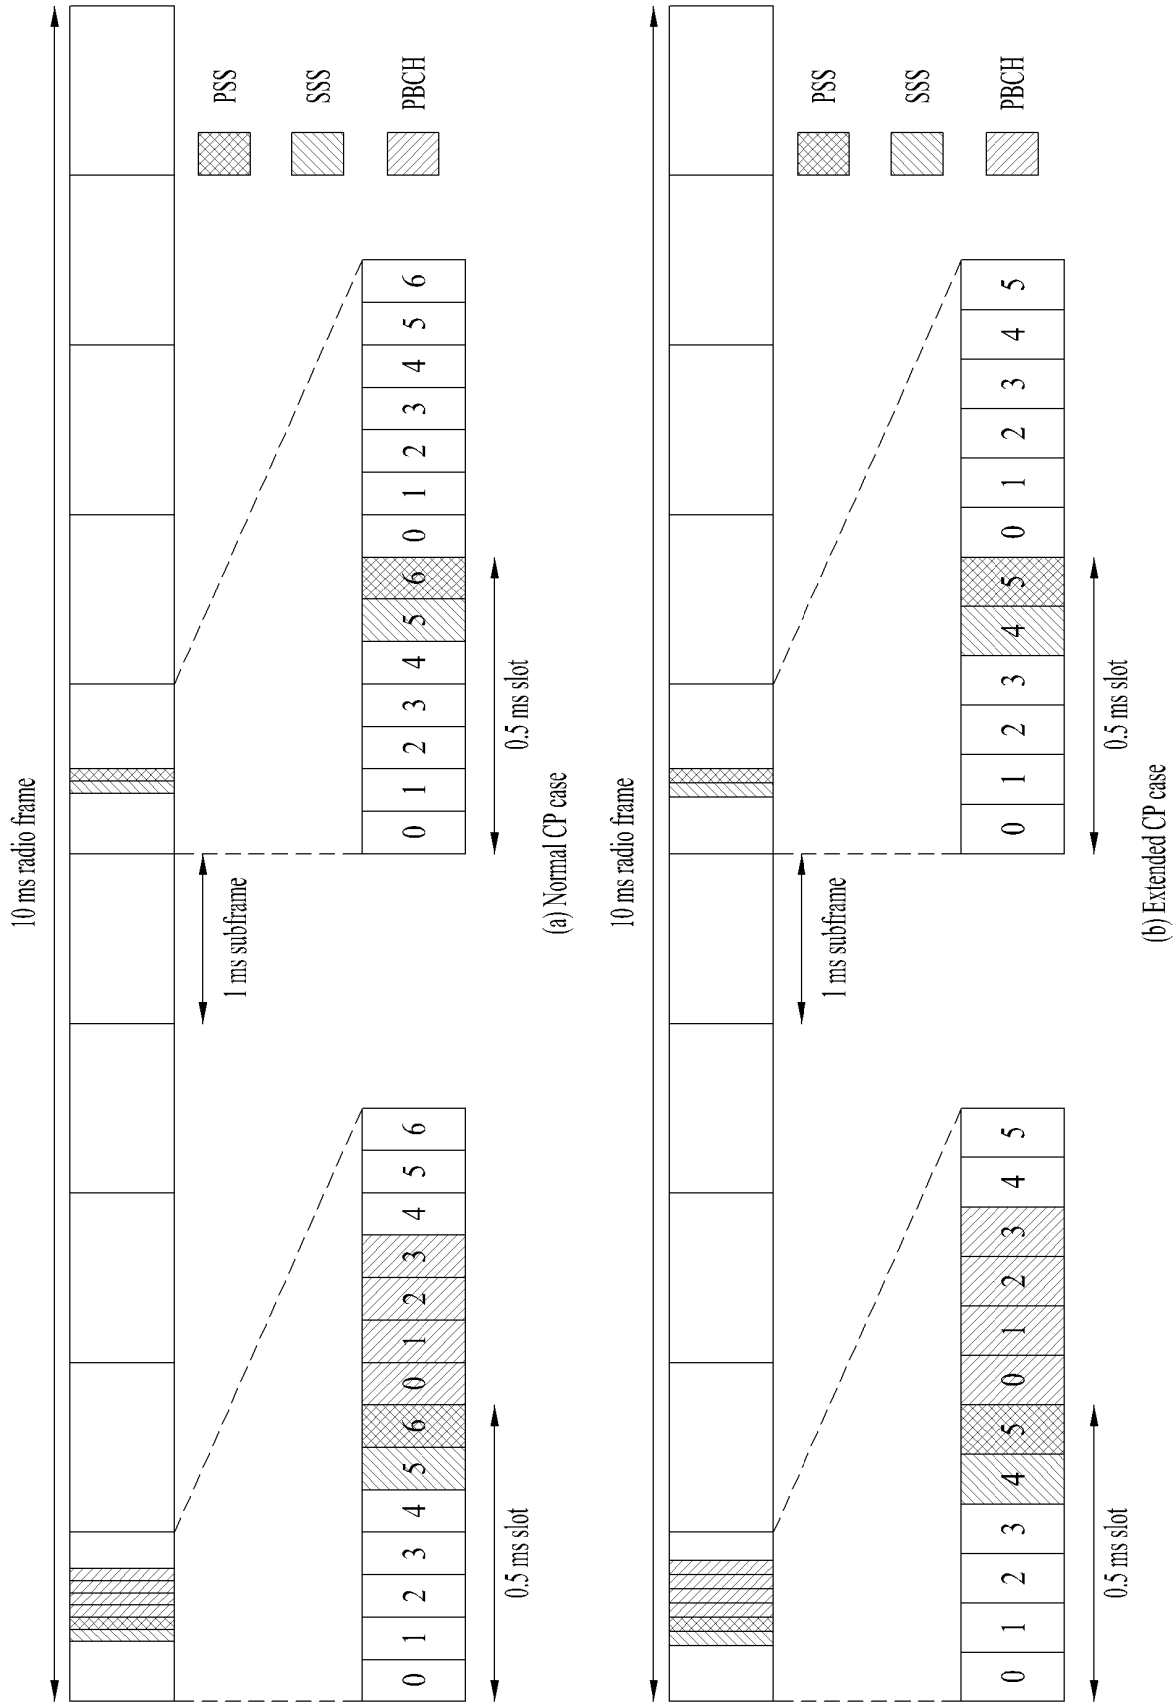 10 ms radio frame
1 ms subframe
PSS
SSS
PBCH
0 1 2 3 4 5 6 0 1 2 3 4 5 6
0 1 2 3 4 5 6 0 1 2 3 4 5 6
0.5 ms slot
0.5 ms slot
(a) Normal CP case
10 ms radio frame
1 ms subframe
PSS
SSS
PBCH
0 1 2 3 4 5 0 1 2 3 4 5
0 1 2 3 4 5 0 1 2 3 4 5
0.5 ms slot
0.5 ms slot
(b) Extended CP case